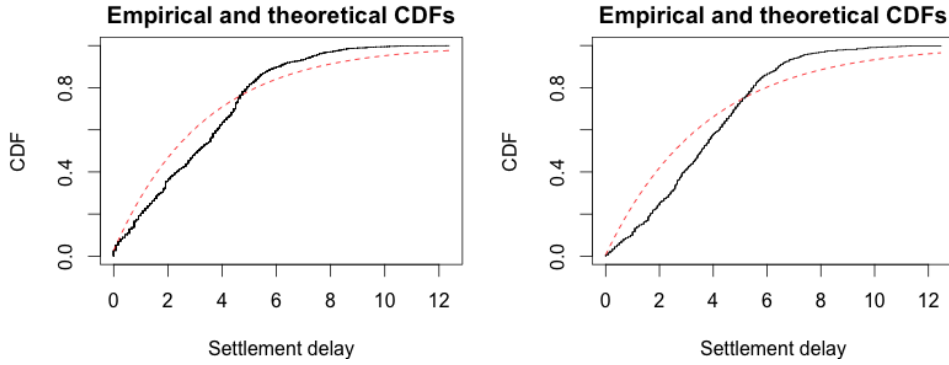 Empirical and theoretical CDFs
CDF
0.0 0.4 0.8
0 2 4 6 8 10 12
Settlement delay
Empirical and theoretical CDFs
CDF
0.0 0.4 0.8
0 2 4 6 8 10 12
Settlement delay